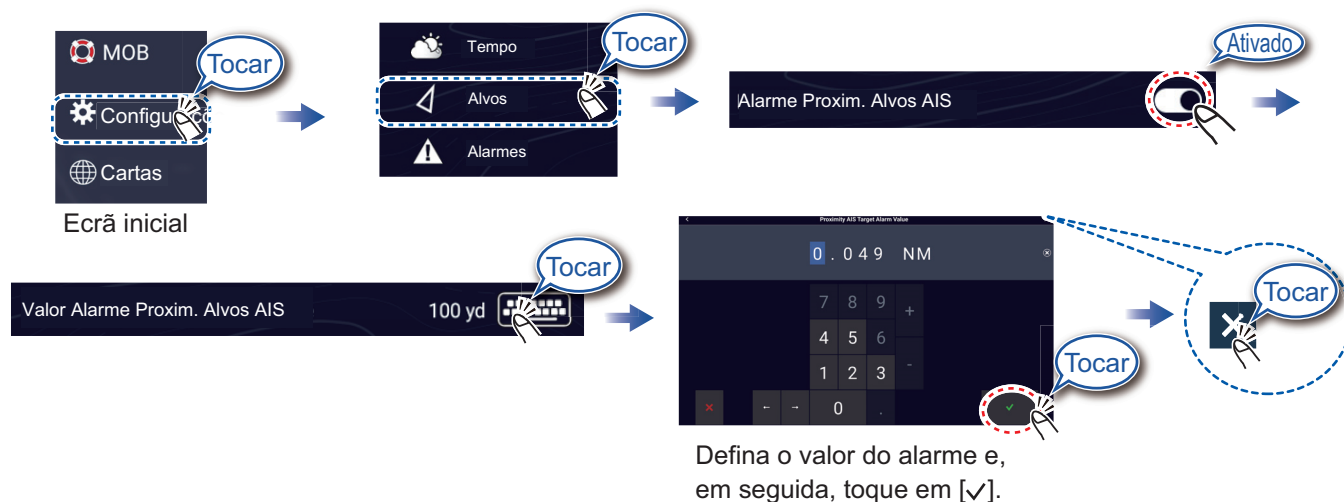 MOB
Tocar
Configurações
Cartas
Ecrã inicial
Tempo
Tocar
Alvos
Alarmes
Alarme Proxim. Alvos AIS
Ativado
Valor Alarme Proxim. Alvos AIS
100 yd
Tocar
Proximity AIS Target Alarm Value
0.049 NM
7 8 9 +
4 5 6
1 2 3 -
← → 0 .
Tocar
Tocar
Defina o valor do alarme e,
em seguida, toque em [✓].